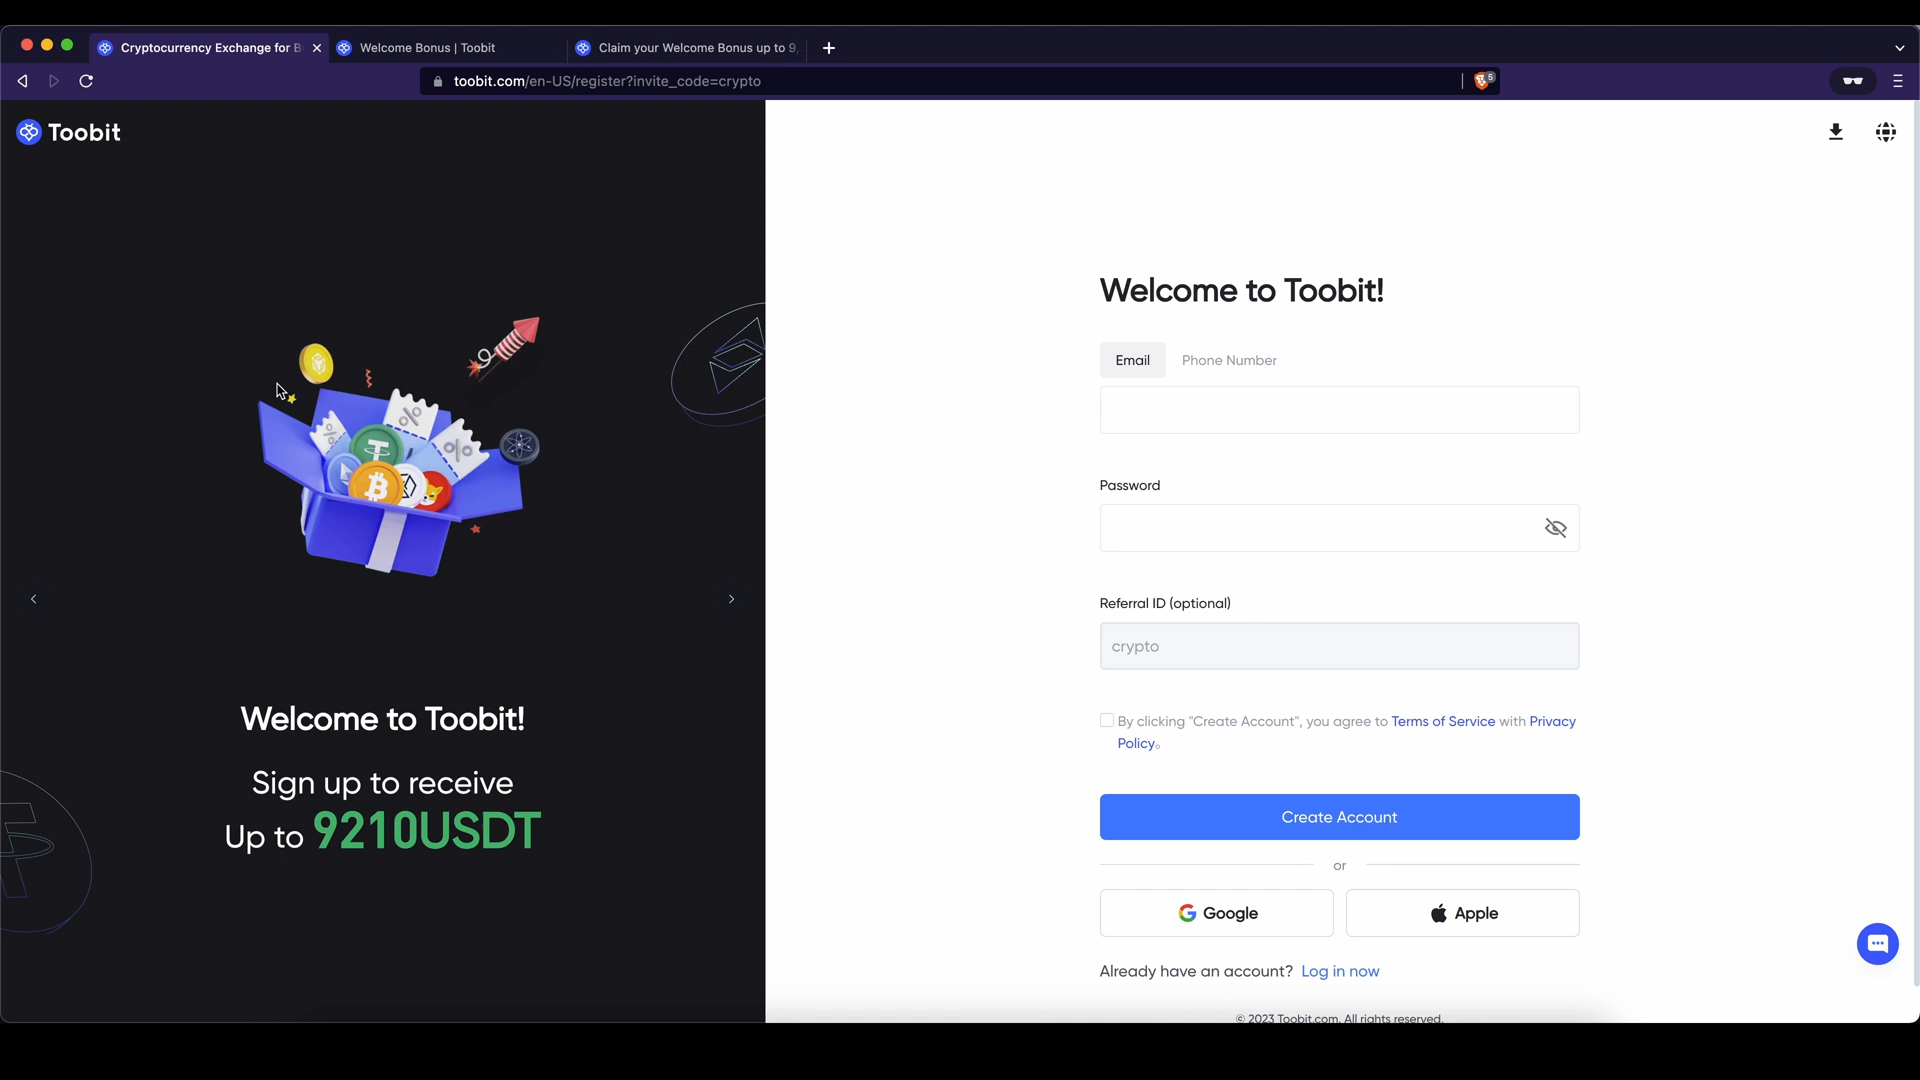 Cryptocurrency Exchange for B
Welcome Bonus | Toobit
Claim your Welcome Bonus up to 9,
toobit.com/en-US/register?invite_code=crypto
5
Toobit
Welcome to Toobit!
Sign up to receive
Up to 9210USDT
Welcome to Toobit!
Email
Phone Number
Password
Referral ID (optional)
crypto
By clicking "Create Account", you agree to Terms of Service with Privacy
Policy。
Create Account
or
Google
Apple
Already have an account? Log in now
© 2023 Toobit.com. All rights reserved.